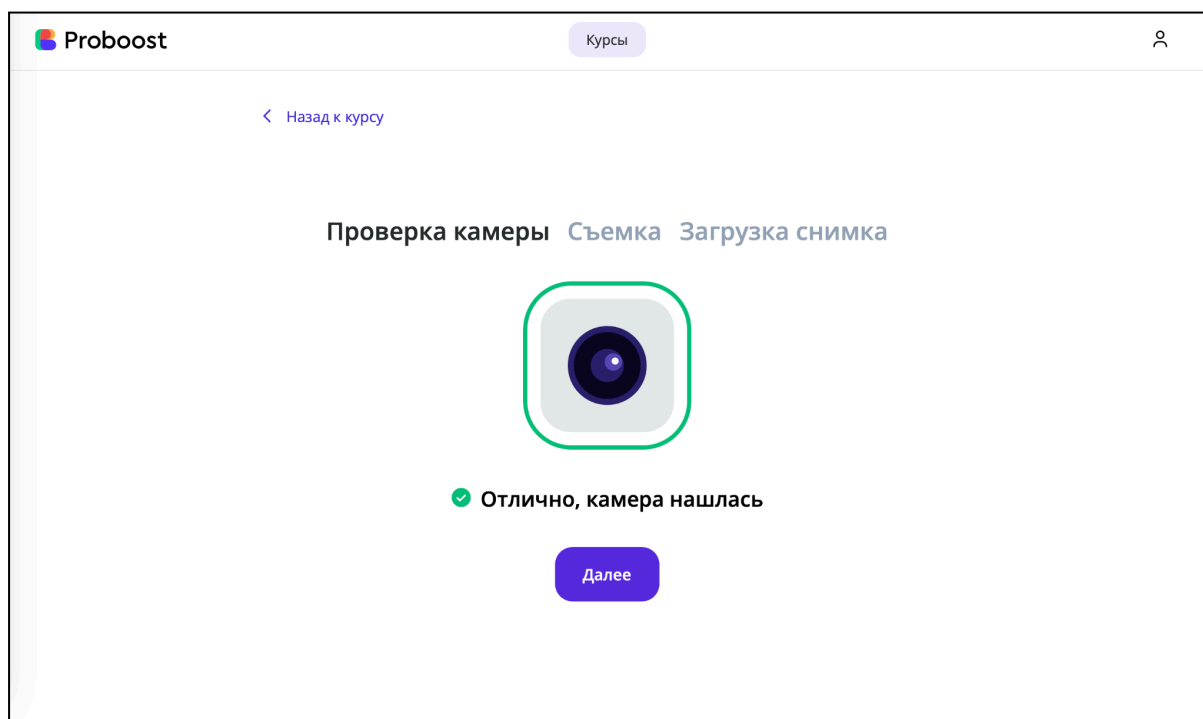 Proboost
Курсы
Назад к курсу
Проверка камеры Съемка Загрузка снимка
Отлично, камера нашлась
Далее